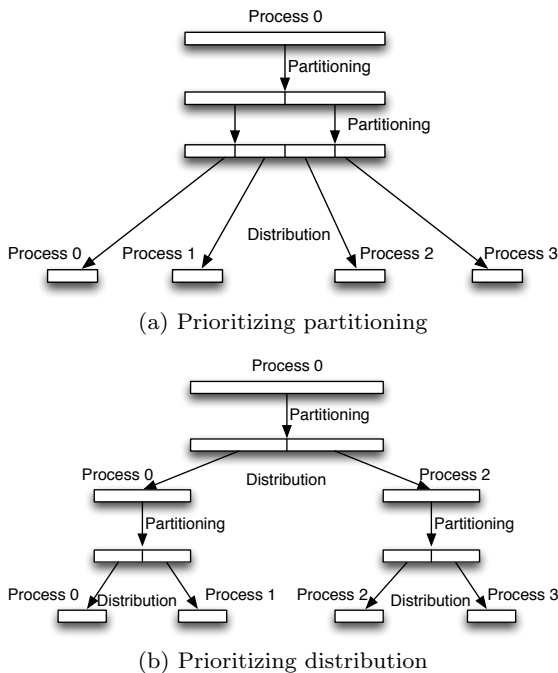 Process 0
Partitioning
Partitioning
Distribution
Process 0 Process 1 Process 2 Process 3
(a) Prioritizing partitioning
Process 0
Partitioning
Process 0 Distribution Process 2
Partitioning Partitioning
Process 0 Distribution Process 1 Process 2 Distribution Process 3
(b) Prioritizing distribution